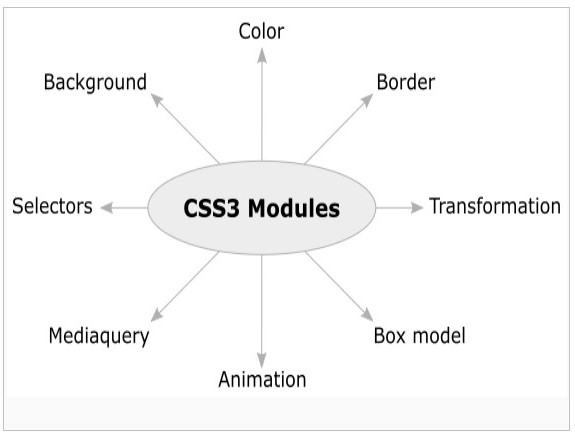 Color
Background
Border
Selectors
CSS3 Modules
Transformation
Mediaquery
Box model
Animation